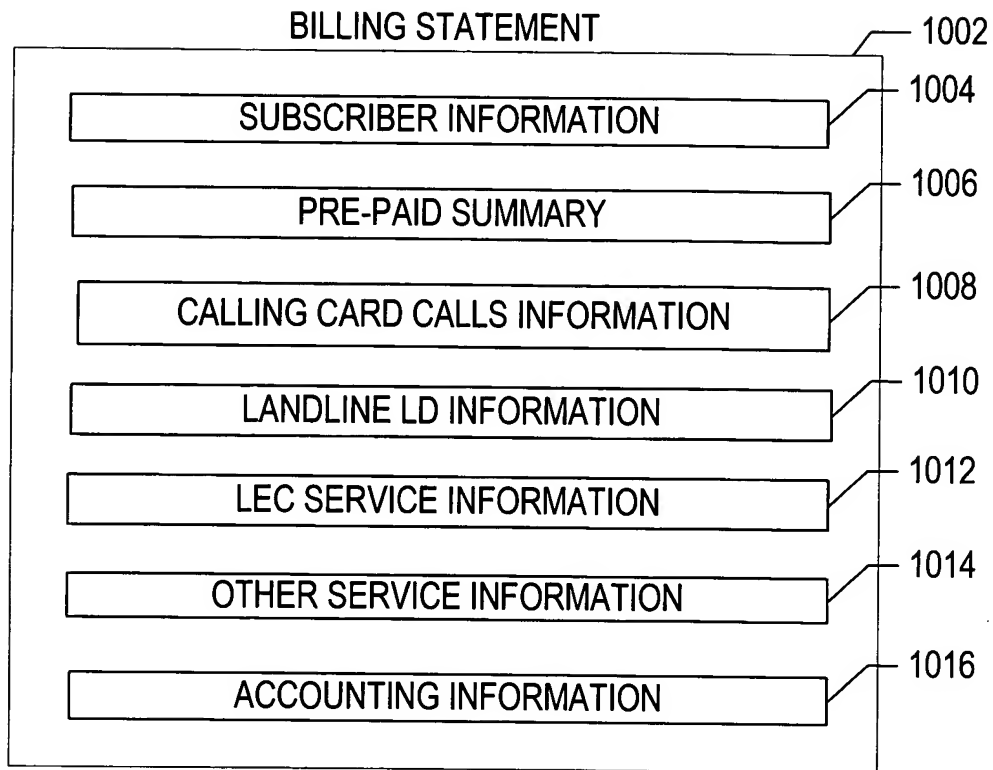 BILLING STATEMENT
1002
SUBSCRIBER INFORMATION
1004
PRE-PAID SUMMARY
1006
CALLING CARD CALLS INFORMATION
1008
LANDLINE LD INFORMATION
1010
LEC SERVICE INFORMATION
1012
OTHER SERVICE INFORMATION
1014
ACCOUNTING INFORMATION
1016